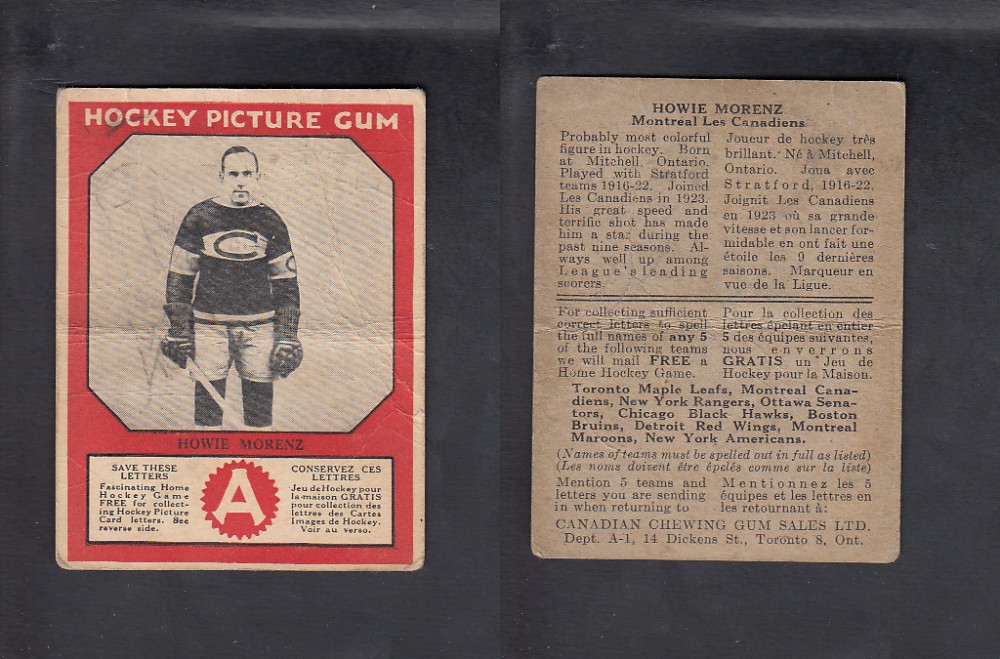 HOCKEY PICTURE GUM
C
C
HOWIE MORENZ
SAVE THESE
LETTERS
Fascinating Home
Hockey Game
FREE for collect-
ing Hockey Picture
Card letters. See
reverse side.
A
CONSERVEZ CES
LETTRES
Jeu de Hockey pour
la maison GRATIS
pour collection des
lettres des Cartes
Images de Hockey.
Voir au verso.
HOWIE MORENZ
Montreal Les Canadiens
Probably most colorful
figure in hockey. Born
at Mitchell, Ontario.
Played with Stratford
teams 1916-22. Joined
Les Canadiens in 1923.
His great speed and
terrific shot has made
him a star during the
past nine seasons. Al-
ways well up among
League's leading
scorers.
Joueur de hockey très
brillant. Né à Mitchell,
Ontario. Joua avec
Stratford, 1916-22.
Joignit Les Canadiens
en 1923 où sa grande
vitesse et son lancer for-
midable en ont fait une
étoile les 9 dernières
saisons. Marqueur en
vue de la Ligue.
For collecting sufficient
correct letters to spell
the full names of any 5
of the following teams
we will mail FREE a
Home Hockey Game.
Pour la collection des
lettres épelant en entier
5 des équipes suivantes,
nous enverrons
GRATIS un Jeu de
Hockey pour la Maison.
Toronto Maple Leafs, Montreal Cana-
diens, New York Rangers, Ottawa Sena-
tors, Chicago Black Hawks, Boston
Bruins, Detroit Red Wings, Montreal
Maroons, New York Americans.
(Names of teams must be spelled out in full as listed)
(Les noms doivent être épelés comme sur la liste)
Mention 5 teams and
letters you are sending
in when returning to
Mentionnez les 5
équipes et les lettres en
les retournant à:
CANADIAN CHEWING GUM SALES LTD.
Dept. A-1, 14 Dickens St., Toronto 8, Ont.